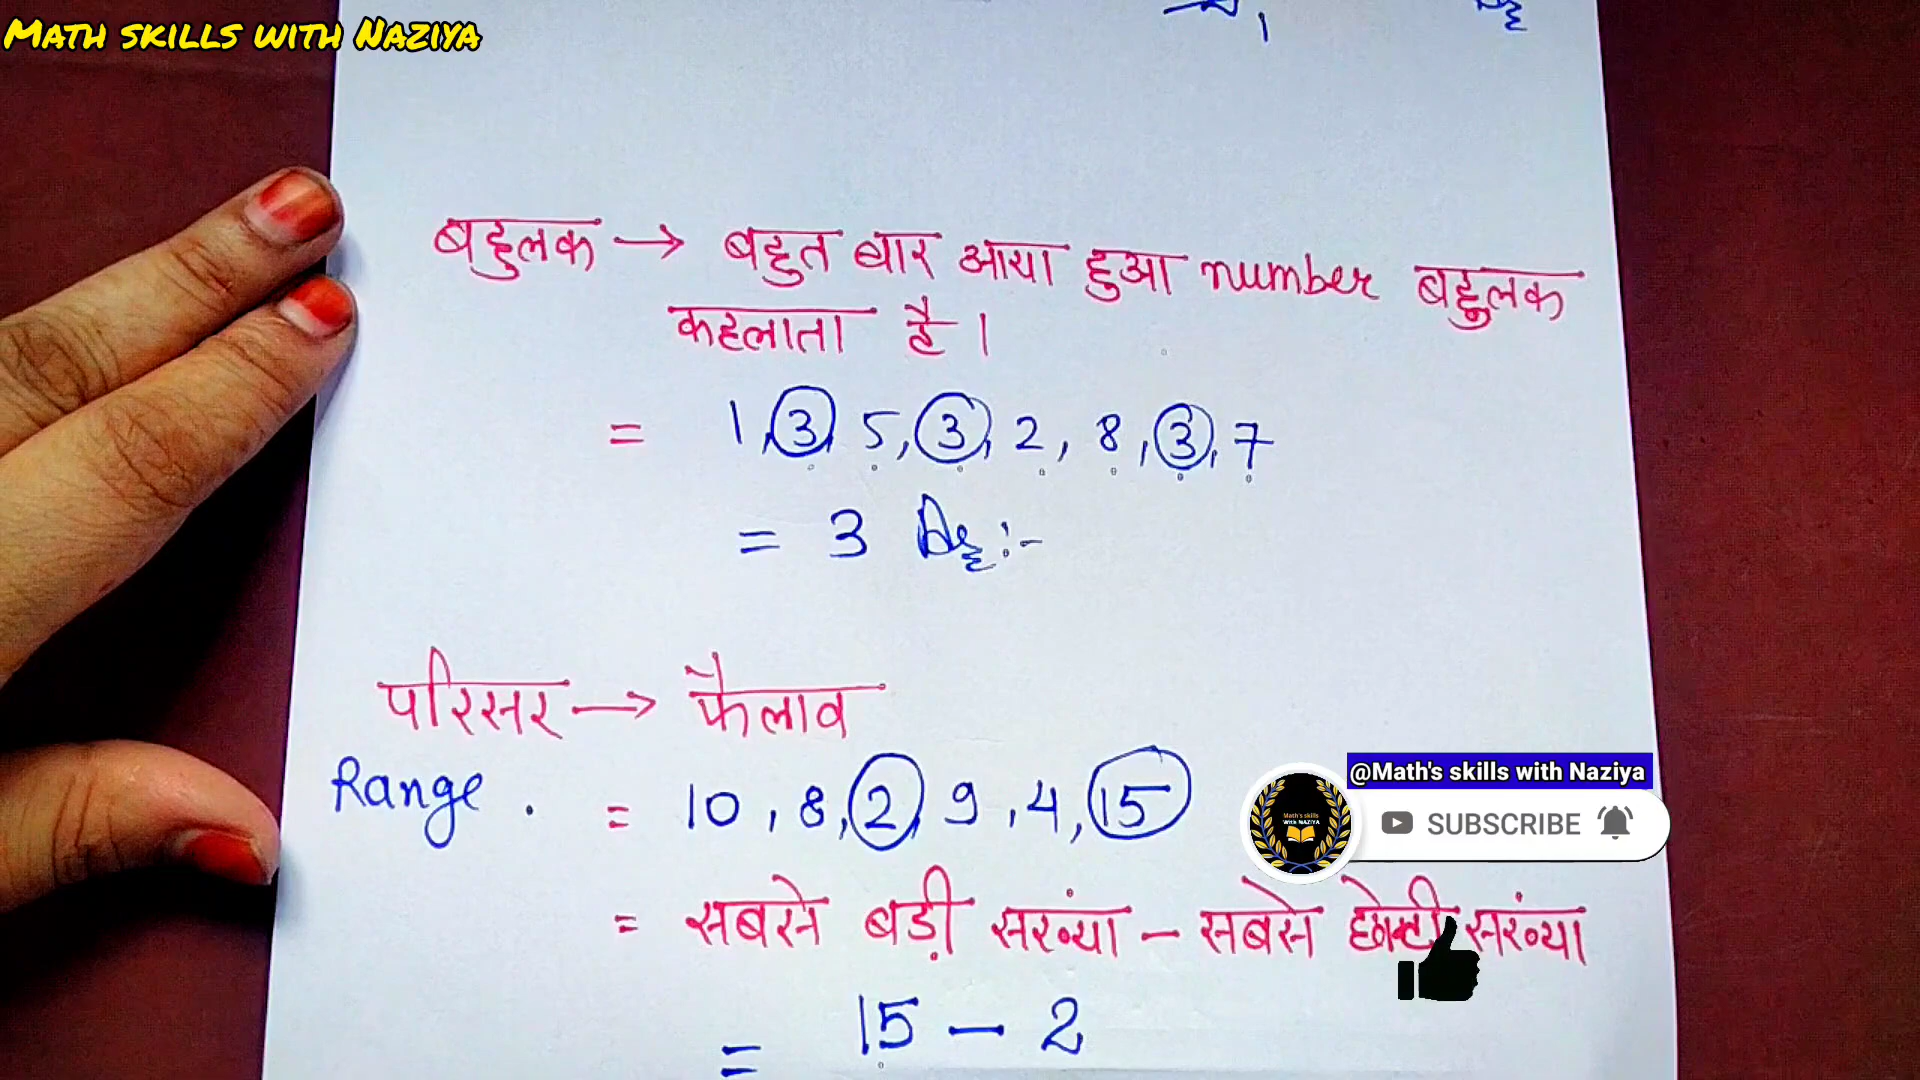 MATH SKILLS WITH NAZIYA
बहुलक → बहुत बार आया हुआ number बहुलक
कहलाता है।
= 1, 3, 5, 3, 2, 8, 3, 7
= 3
परिसर → फैलाव
Range . = 10, 8, 2, 9, 4, 15
@Math's skills with Naziya
SUBSCRIBE
= सबसे बड़ी संख्या - सबसे छोटी संख्या
= 15 - 2